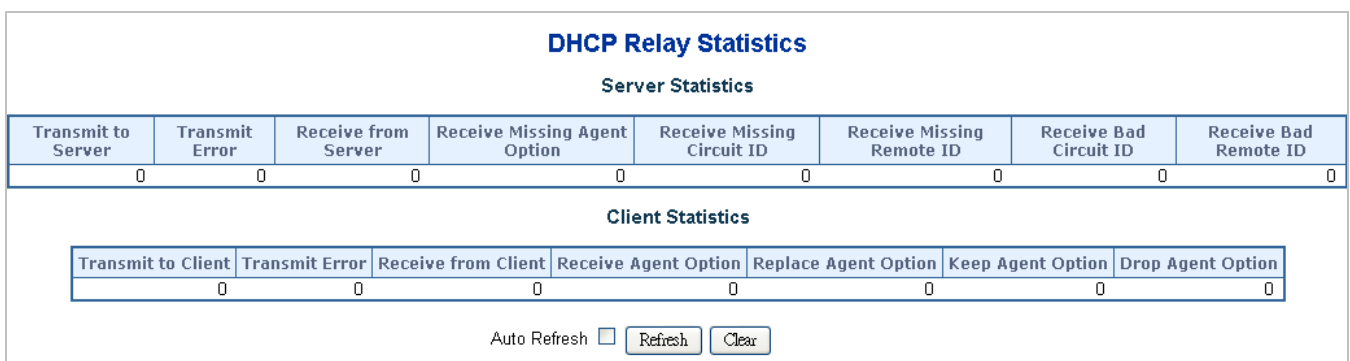 DHCP Relay Statistics
Server Statistics
Transmit to Server Transmit Error Receive from Server Receive Missing Agent Option Receive Missing Circuit ID Receive Missing Remote ID Receive Bad Circuit ID Receive Bad Remote ID
0 0 0 0 0 0 0 0
Client Statistics
Transmit to Client Transmit Error Receive from Client Receive Agent Option Replace Agent Option Keep Agent Option Drop Agent Option
0 0 0 0 0 0 0
Auto Refresh Refresh Clear